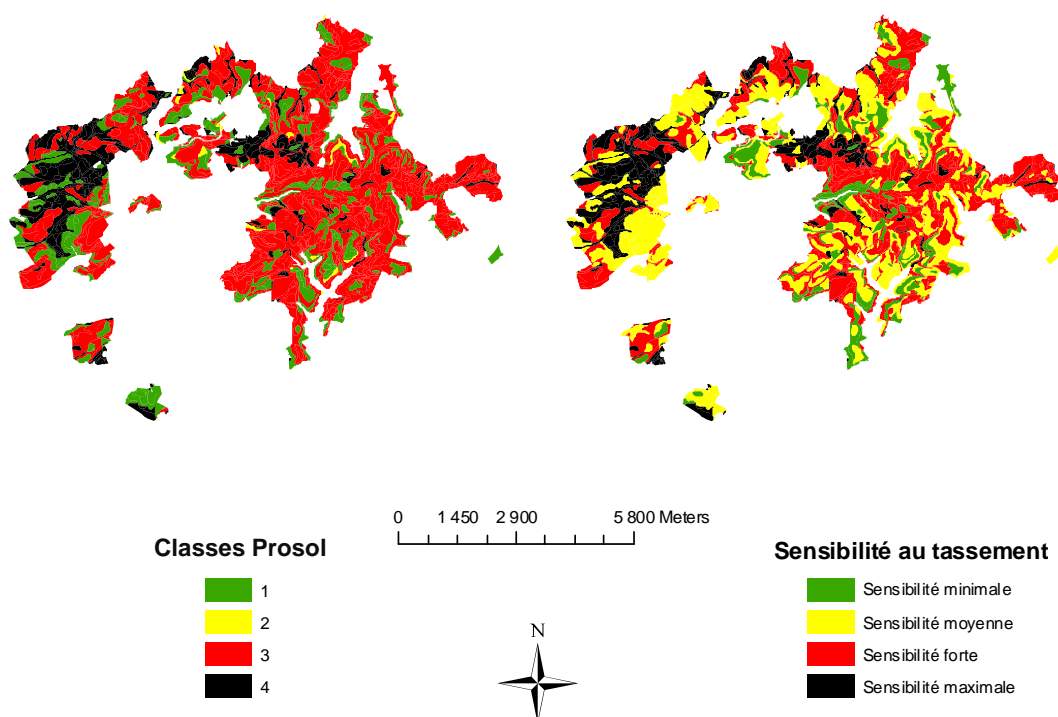 0 1 450 2 900 5 800 Meters
Classes Prosol
1
2
3
4
N
Sensibilité au tassement
Sensibilité minimale
Sensibilité moyenne
Sensibilité forte
Sensibilité maximale